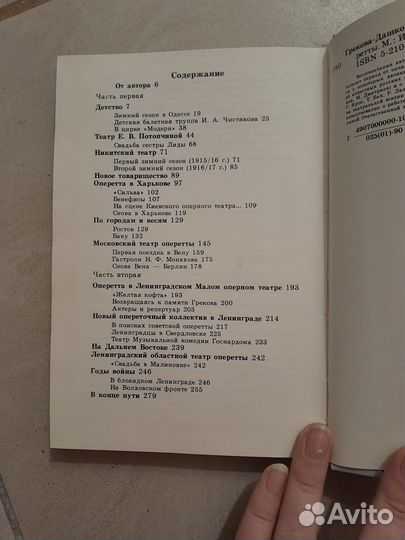 Содержание
От автора 6
Часть первая
Детство 7
Зимний сезон в Одессе 19
Детская балетная труппа И. А. Чистякова 25
В цирке «Модерн» 38
Театр Е. В. Потопчиной 44
Свадьба сестры Лиды 68
Никитский театр 71
Первый зимний сезон (1915/16 г.) 71
Второй зимний сезон (1916/17 г.) 85
Новое товарищество 89
Оперетта в Харькове 97
«Сильва» 102
Бенефисы 107
На сцене Киевского оперного театра... 109
Снова в Харькове 119
По городам и весям 129
Ростов 129
Баку 132
Московский театр оперетты 145
Первая поездка в Вену 159
Гастроли Н. Ф. Монахова 175
Снова Вена — Берлин 178
Часть вторая
Оперетта в Ленинградском Малом оперном театре 193
«Желтая кофта» 193
Возвращаясь к памяти Грекова 200
Актеры и репертуар 203
Новый опереточный коллектив в Ленинграде 214
В поисках советской оперетты 217
Ленинградцы в Свердловске 225
Театр Музыкальной комедии Госнардома 233
На Дальнем Востоке 239
Ленинградский областной театр оперетты 242
«Свадьба в Малиновке» 242
Годы войны 246
В блокадном Ленинграде 246
На Волховском фронте 255
В конце пути 279
Грекова-Дашко
ретты. М.: И
ISBN 5-210
4907000000-10
025(01)-90
Avito